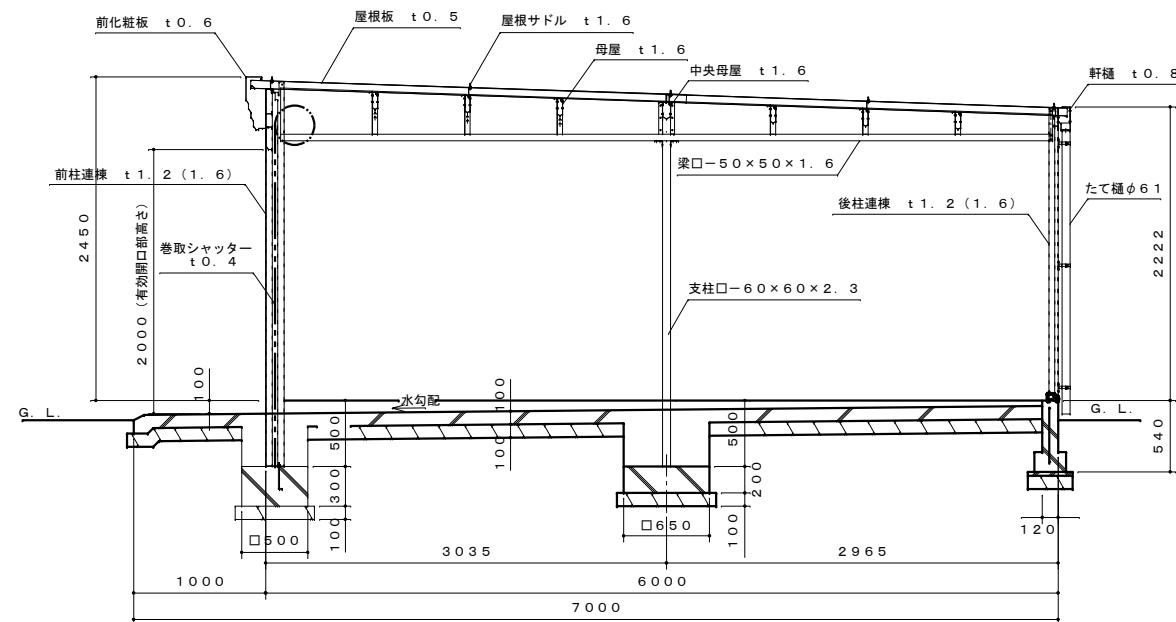 前化粧板 t0.6
屋根板 t0.5
屋根サドル t1.6
母屋 t1.6
中央母屋 t1.6
軒樋 t0.8
梁口-50×50×1.6
前柱連棟 t1.2(1.6)
後柱連棟 t1.2(1.6)
たて樋φ61
2450
2000(有効開口部高さ)
巻取シャッター
t0.4
支柱口-60×60×2.3
2222
100
水勾配
100
G.L.
G.L.
500
100
500
540
300
200
100
100
□500
□650
120
3035
2965
1000
6000
7000